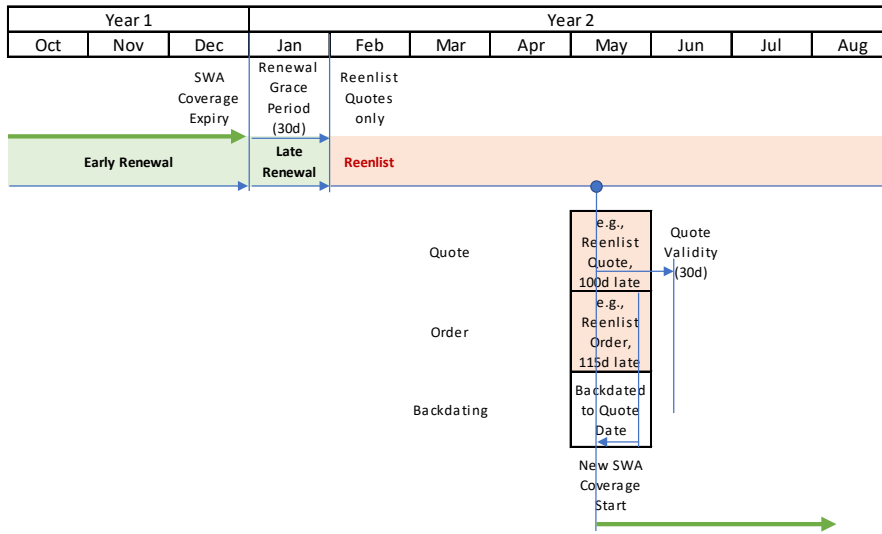 Year 1
Year 2
Oct
Nov
Dec
Jan
Feb
Mar
Apr
May
Jun
Jul
Aug
SWA
Coverage
Expiry
Renewal
Grace
Period
(30d)
Reenlist
Quotes
only
Early Renewal
Late
Renewal
Reenlist
Quote
e.g.,
Reenlist
Quote,
100d late
Quote
Validity
(30d)
Order
e.g.,
Reenlist
Order,
115d late
Backdating
Backdated
to Quote
Date
New SWA
Coverage
Start